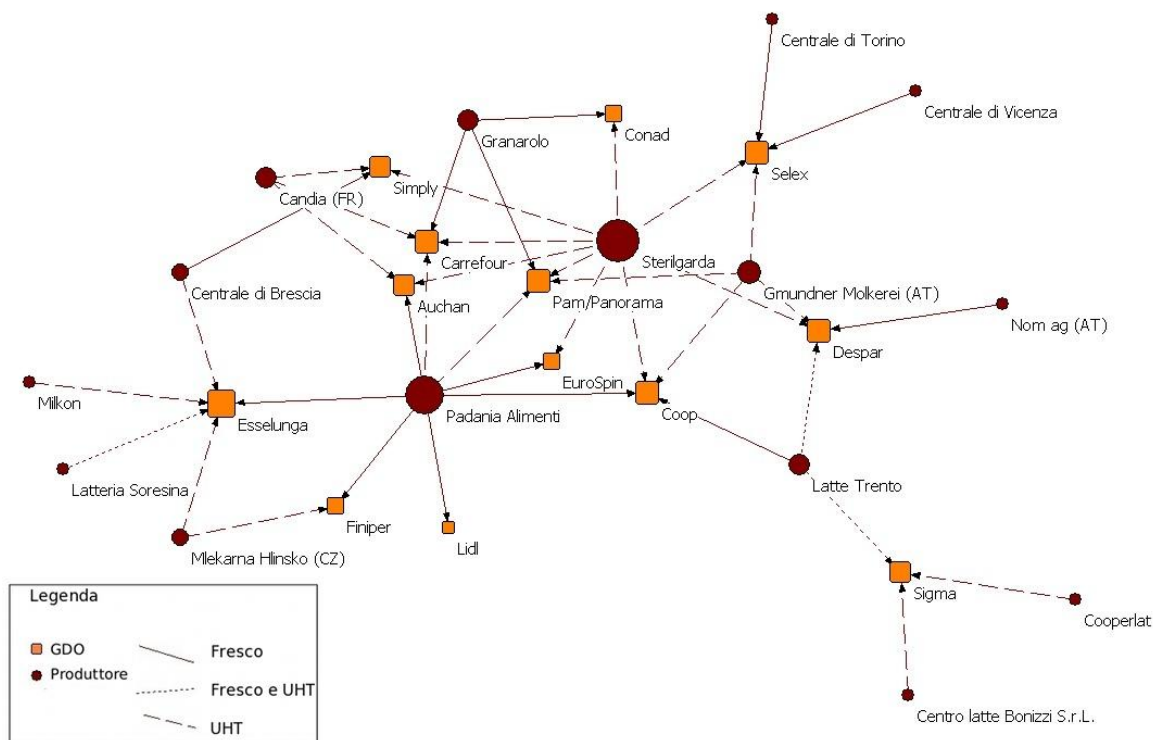 Centrale di Torino
Centrale di Vicenza
Conad
Granarolo
Selex
Simply
Candia (FR)
Carrefour
Sterilgarda
Centrale di Brescia
Auchan
Pam/Panorama
Gmundner Molkerei (AT)
Nom ag (AT)
Despar
EuroSpin
Milkon
Esselunga
Padania Alimenti
Coop
Latteria Soresina
Latte Trento
Finiper
Lidl
Mlekarna Hlinsko (CZ)
Sigma
Cooperlat
Centro latte Bonizzi S.r.L.
Legenda
GDO
Produttore
Fresco
Fresco e UHT
UHT